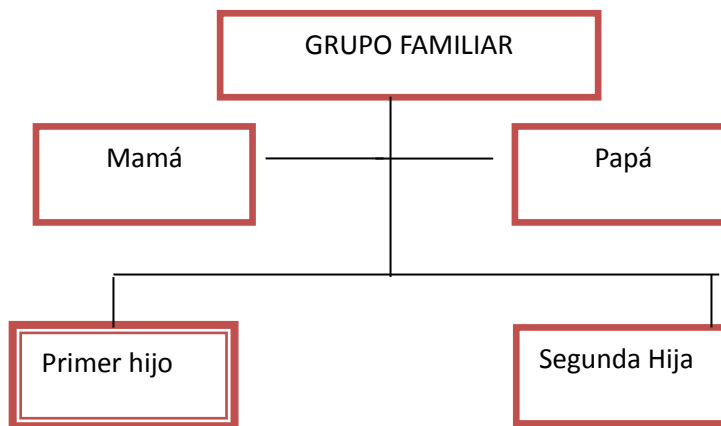 GRUPO FAMILIAR
Mamá
Papá
Primer hijo
Segunda Hija